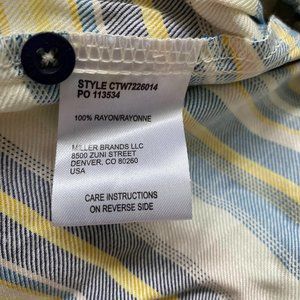 STYLE CTW7226014
PO 113534
100% RAYON/RAYONNE
MILLER BRANDS LLC
8500 ZUNI STREET
DENVER, CO 80260
USA
CARE INSTRUCTIONS
ON REVERSE SIDE